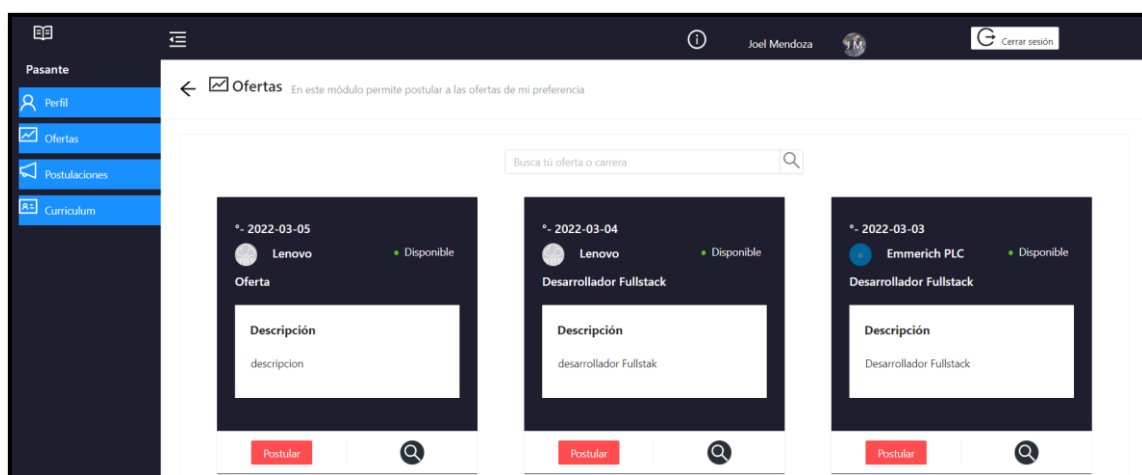 Joel Mendoza
Cerrar sesión
Pasante
Perfil
Ofertas
Postulaciones
Curriculum
Ofertas En este módulo permite postular a las ofertas de mi preferencia
Busca tú oferta o carrera
°- 2022-03-05
Lenovo
Disponible
Oferta
Descripción
descripcion
Postular
°- 2022-03-04
Lenovo
Disponible
Desarrollador Fullstack
Descripción
desarrollador Fullstak
Postular
°- 2022-03-03
Emmerich PLC
Disponible
Desarrollador Fullstack
Descripción
Desarrollador Fullstack
Postular